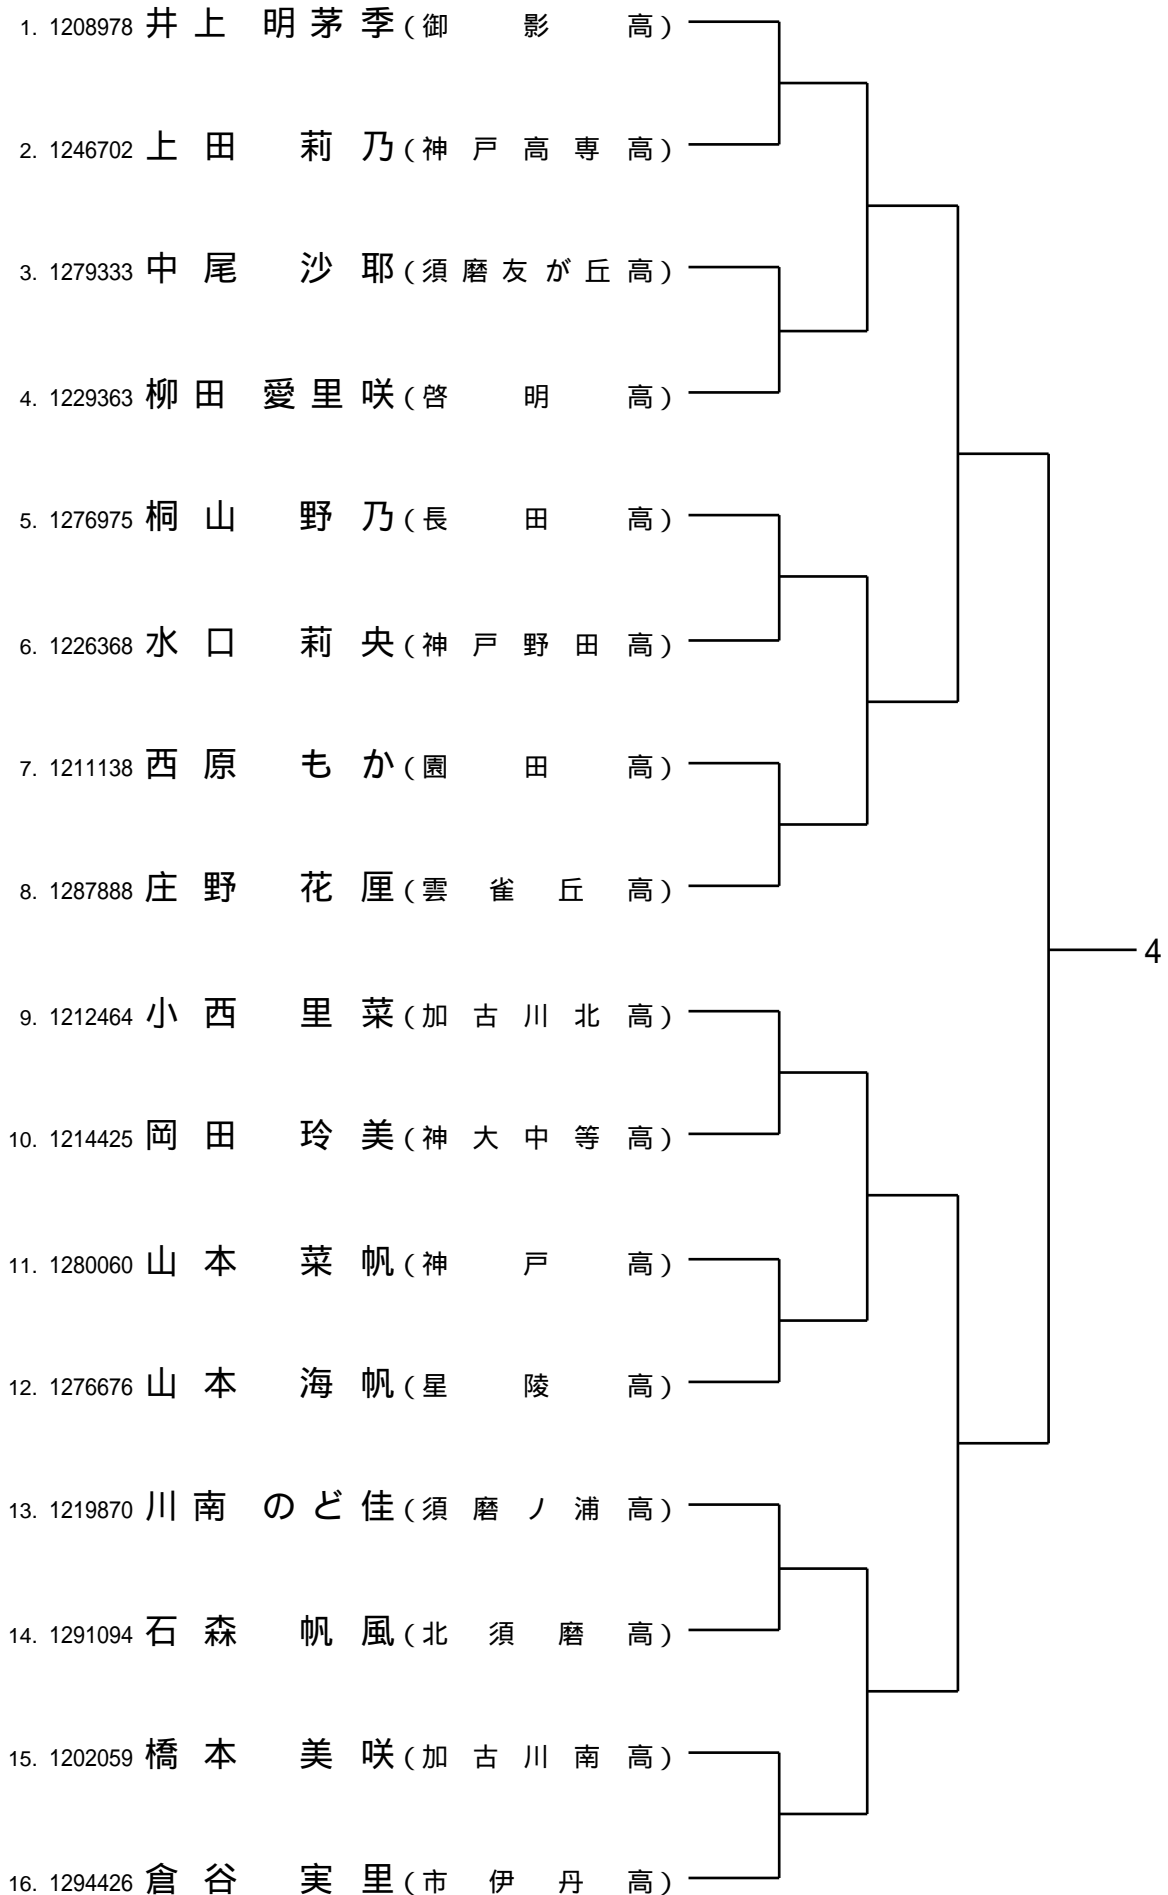 1. 1208978 井上 明茅季(御影高)
2. 1246702 上田 莉乃(神戸高専高)
3. 1279333 中尾 沙耶(須磨友が丘高)
4. 1229363 柳田 愛里咲(啓明高)
5. 1276975 桐山 野乃(長田高)
6. 1226368 水口 莉央(神戸野田高)
7. 1211138 西原 もか(園田高)
8. 1287888 庄野 花厘(雲雀丘高)
4
9. 1212464 小西 里菜(加古川北高)
10. 1214425 岡田 玲美(神大中等高)
11. 1280060 山本 菜帆(神戸高)
12. 1276676 山本 海帆(星陵高)
13. 1219870 川南 のど佳(須磨ノ浦高)
14. 1291094 石森 帆風(北須磨高)
15. 1202059 橋本 美咲(加古川南高)
16. 1294426 倉谷 実里(市伊丹高)